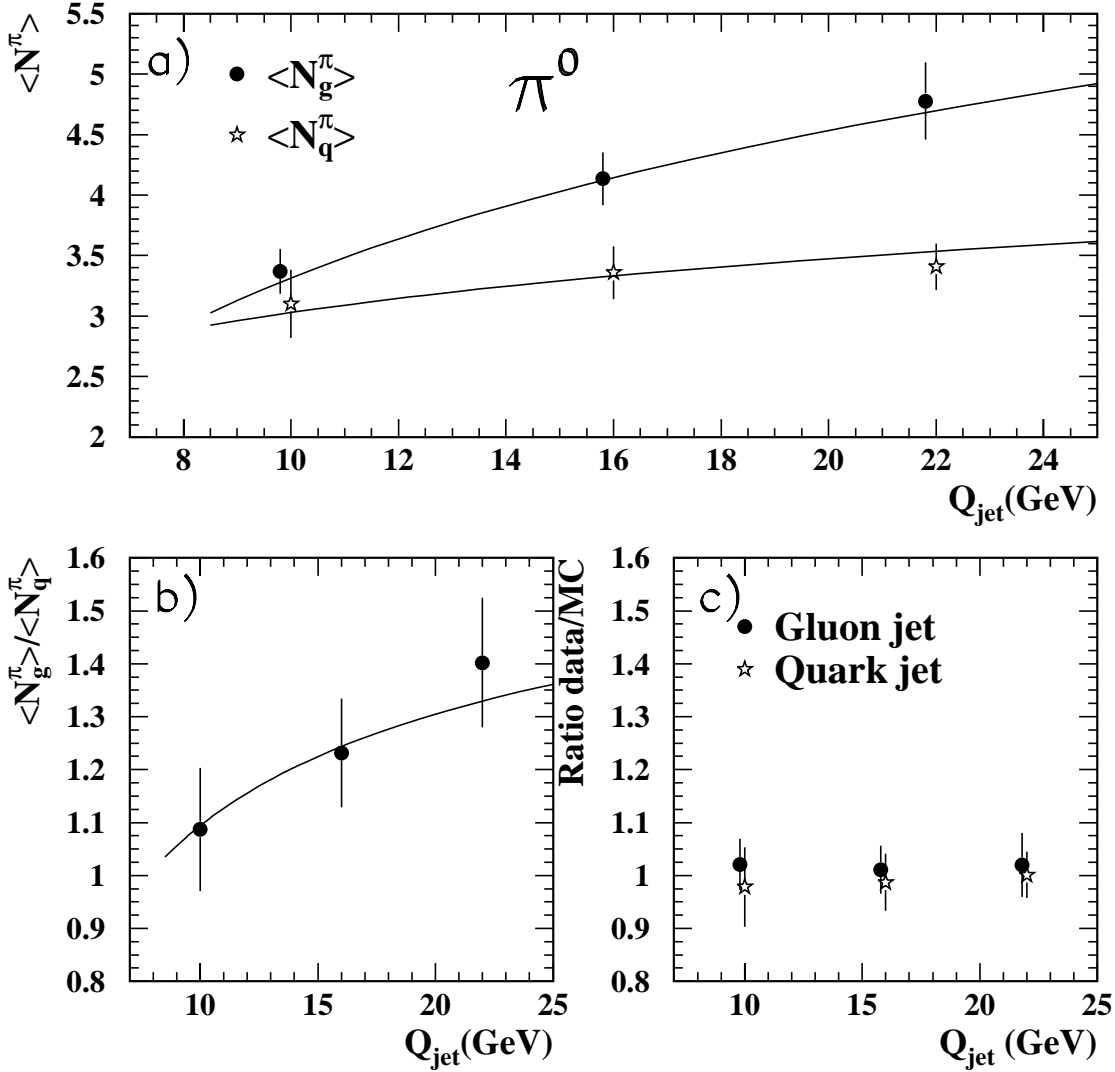 <N^π>
a)
<N_g^π>
<N_q^π>
π^0
5.5
5
4.5
4
3.5
3
2.5
2
8 10 12 14 16 18 20 22 24
Q_jet(GeV)
<N_g^π>/<N_q^π>
b)
1.6
1.5
1.4
1.3
1.2
1.1
1
0.9
0.8
10 15 20 25
Q_jet(GeV)
Ratio data/MC
c)
Gluon jet
Quark jet
1.6
1.5
1.4
1.3
1.2
1.1
1
0.9
0.8
10 15 20 25
Q_jet (GeV)